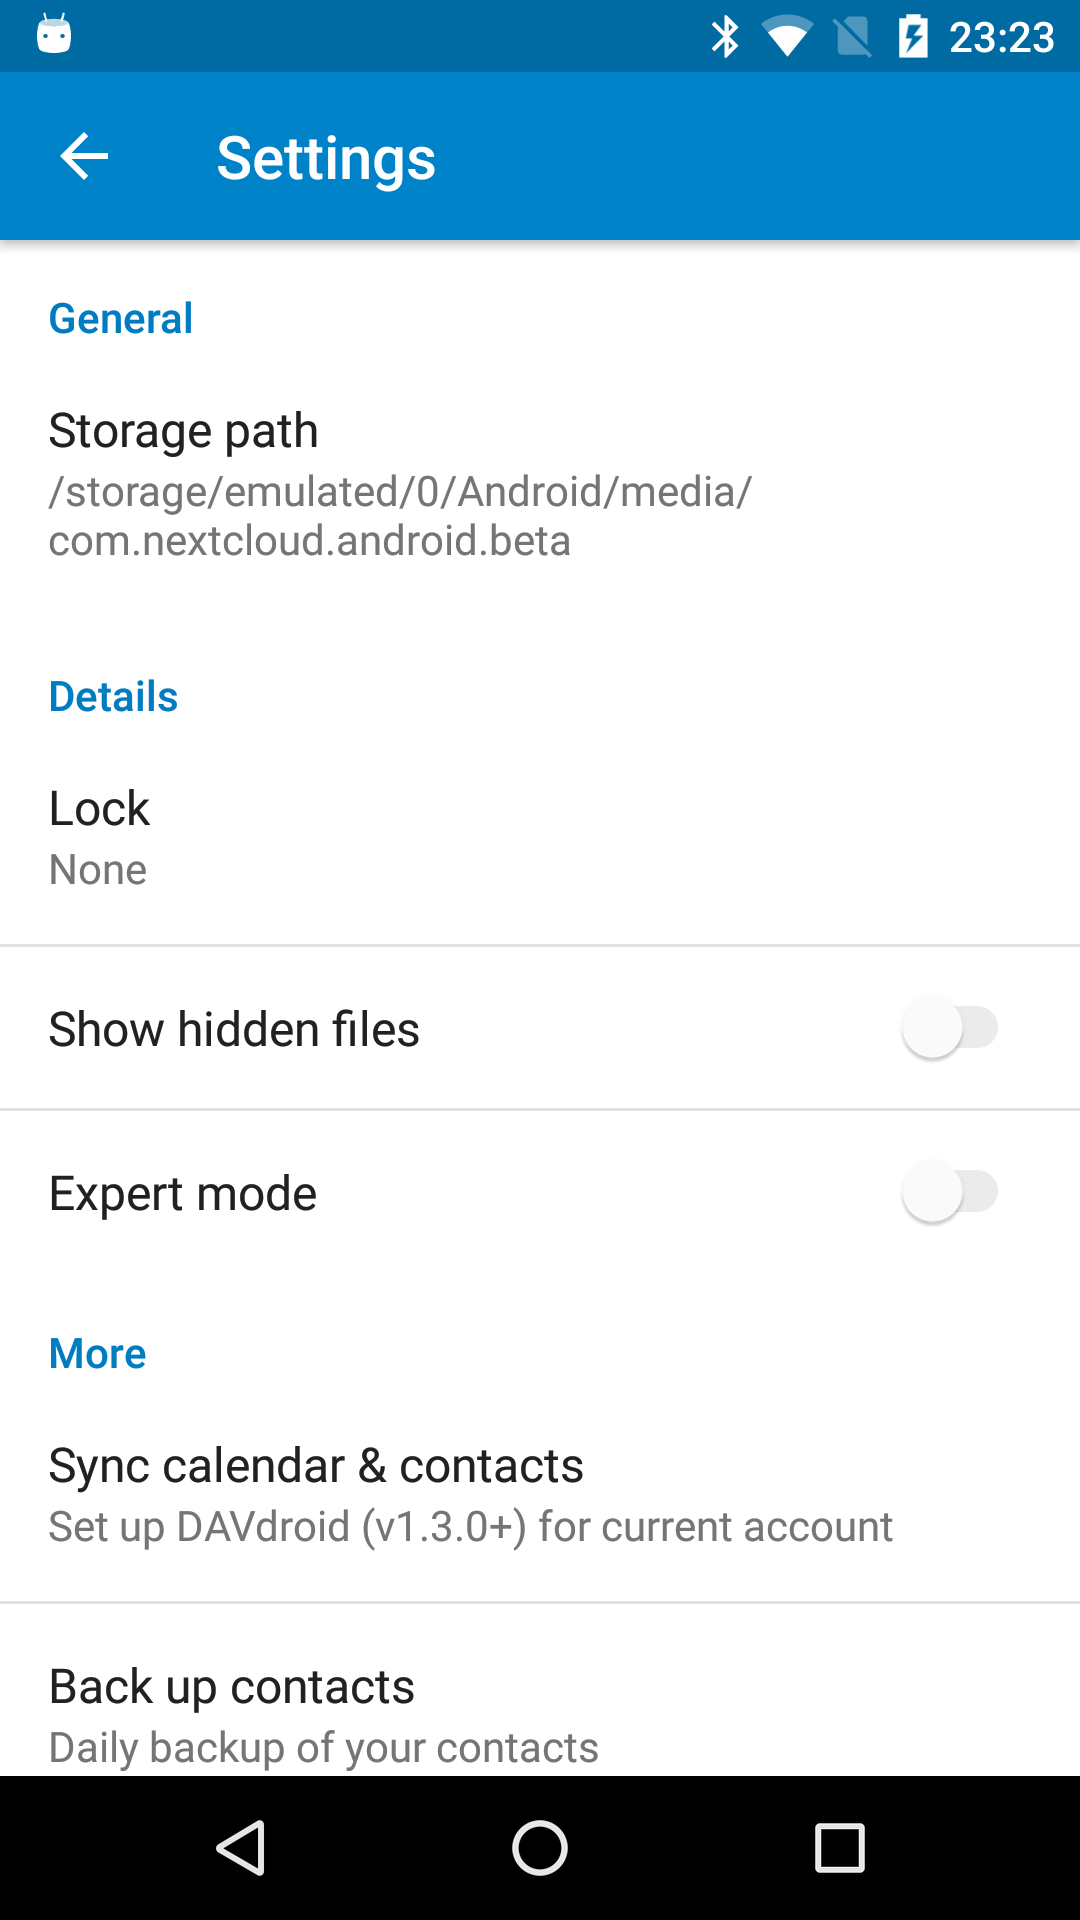 23:23
Settings
General
Storage path
/storage/emulated/0/Android/media/
com.nextcloud.android.beta
Details
Lock
None
Show hidden files
Expert mode
More
Sync calendar & contacts
Set up DAVdroid (v1.3.0+) for current account
Back up contacts
Daily backup of your contacts